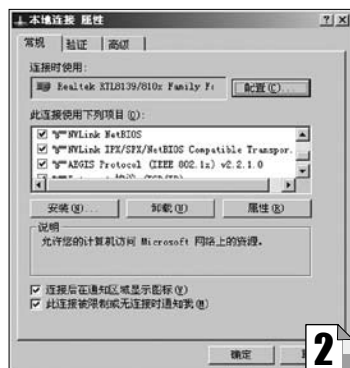 本地连接 属性
常规 验证 高级
连接时使用:
Realtek RTL8139/810x Family F
配置(C)...
此连接使用下列项目(O):
NWLink NetBIOS
NWLink IPX/SPX/NetBIOS Compatible Transpor
AEGIS Protocol (IEEE 802.1x) v2.2.1.0
安装(N)... 卸载(U) 属性(R)
说明
允许您的计算机访问 Microsoft 网络上的资源。
连接后在通知区域显示图标(W)
此连接被限制或无连接时通知我(M)
确定
2